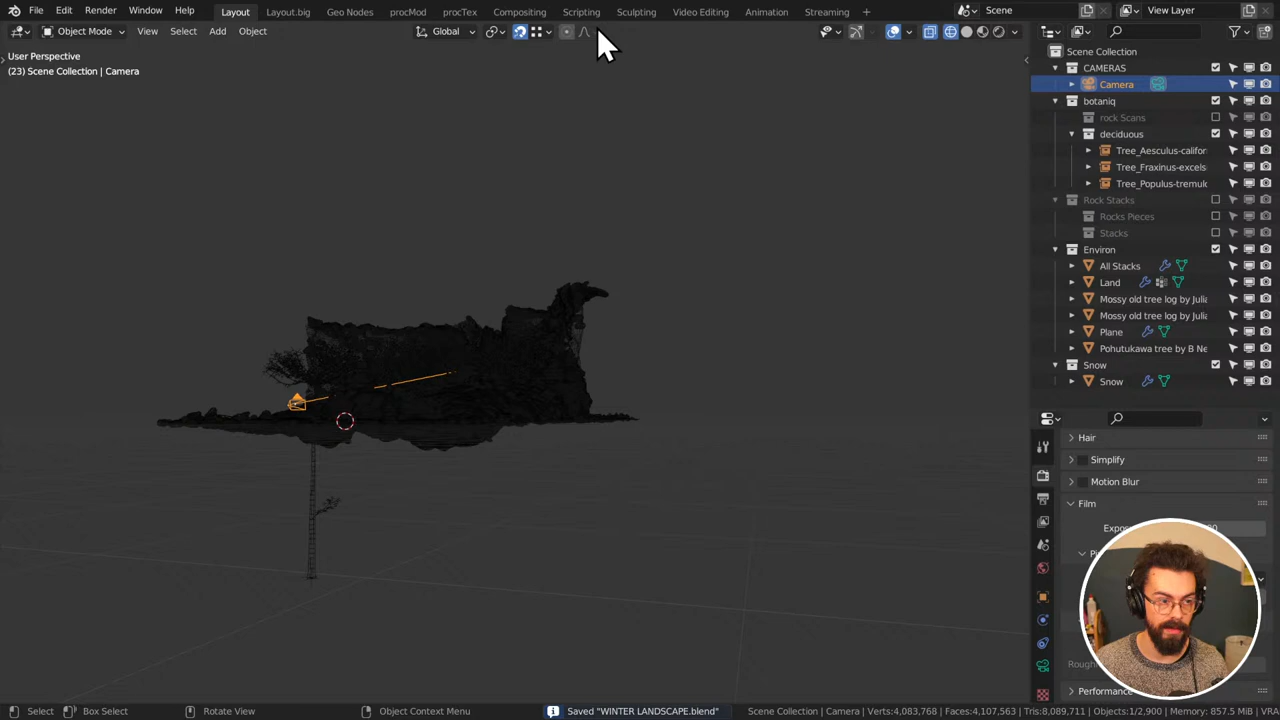 File Edit Render Window Help Layout Layout.big Geo Nodes procMod procTex Compositing Scripting Sculpting Video Editing Animation Streaming + Scene View Layer
Object Mode View Select Add Object Global
User Perspective
(23) Scene Collection | Camera
Scene Collection
CAMERAS
Camera
botaniq
rock Scans
deciduous
Tree_Aesculus-califor
Tree_Fraxinus-excels
Tree_Populus-tremul
Rock Stacks
Rocks Pieces
Stacks
Environ
All Stacks
Land
Mossy old tree log by Julia
Mossy old tree log by Julia
Plane
Pohutukawa tree by B Ne
Snow
Snow
Hair
Simplify
Motion Blur
Film
Performance
Select Box Select Rotate View Object Context Menu Saved "WINTER LANDSCAPE.blend" Scene Collection | Camera | Verts:4,083,768 | Faces:4,107,563 | Tris:8,089,711 | Objects:1/2,900 | Memory: 857.5 MiB | VRA